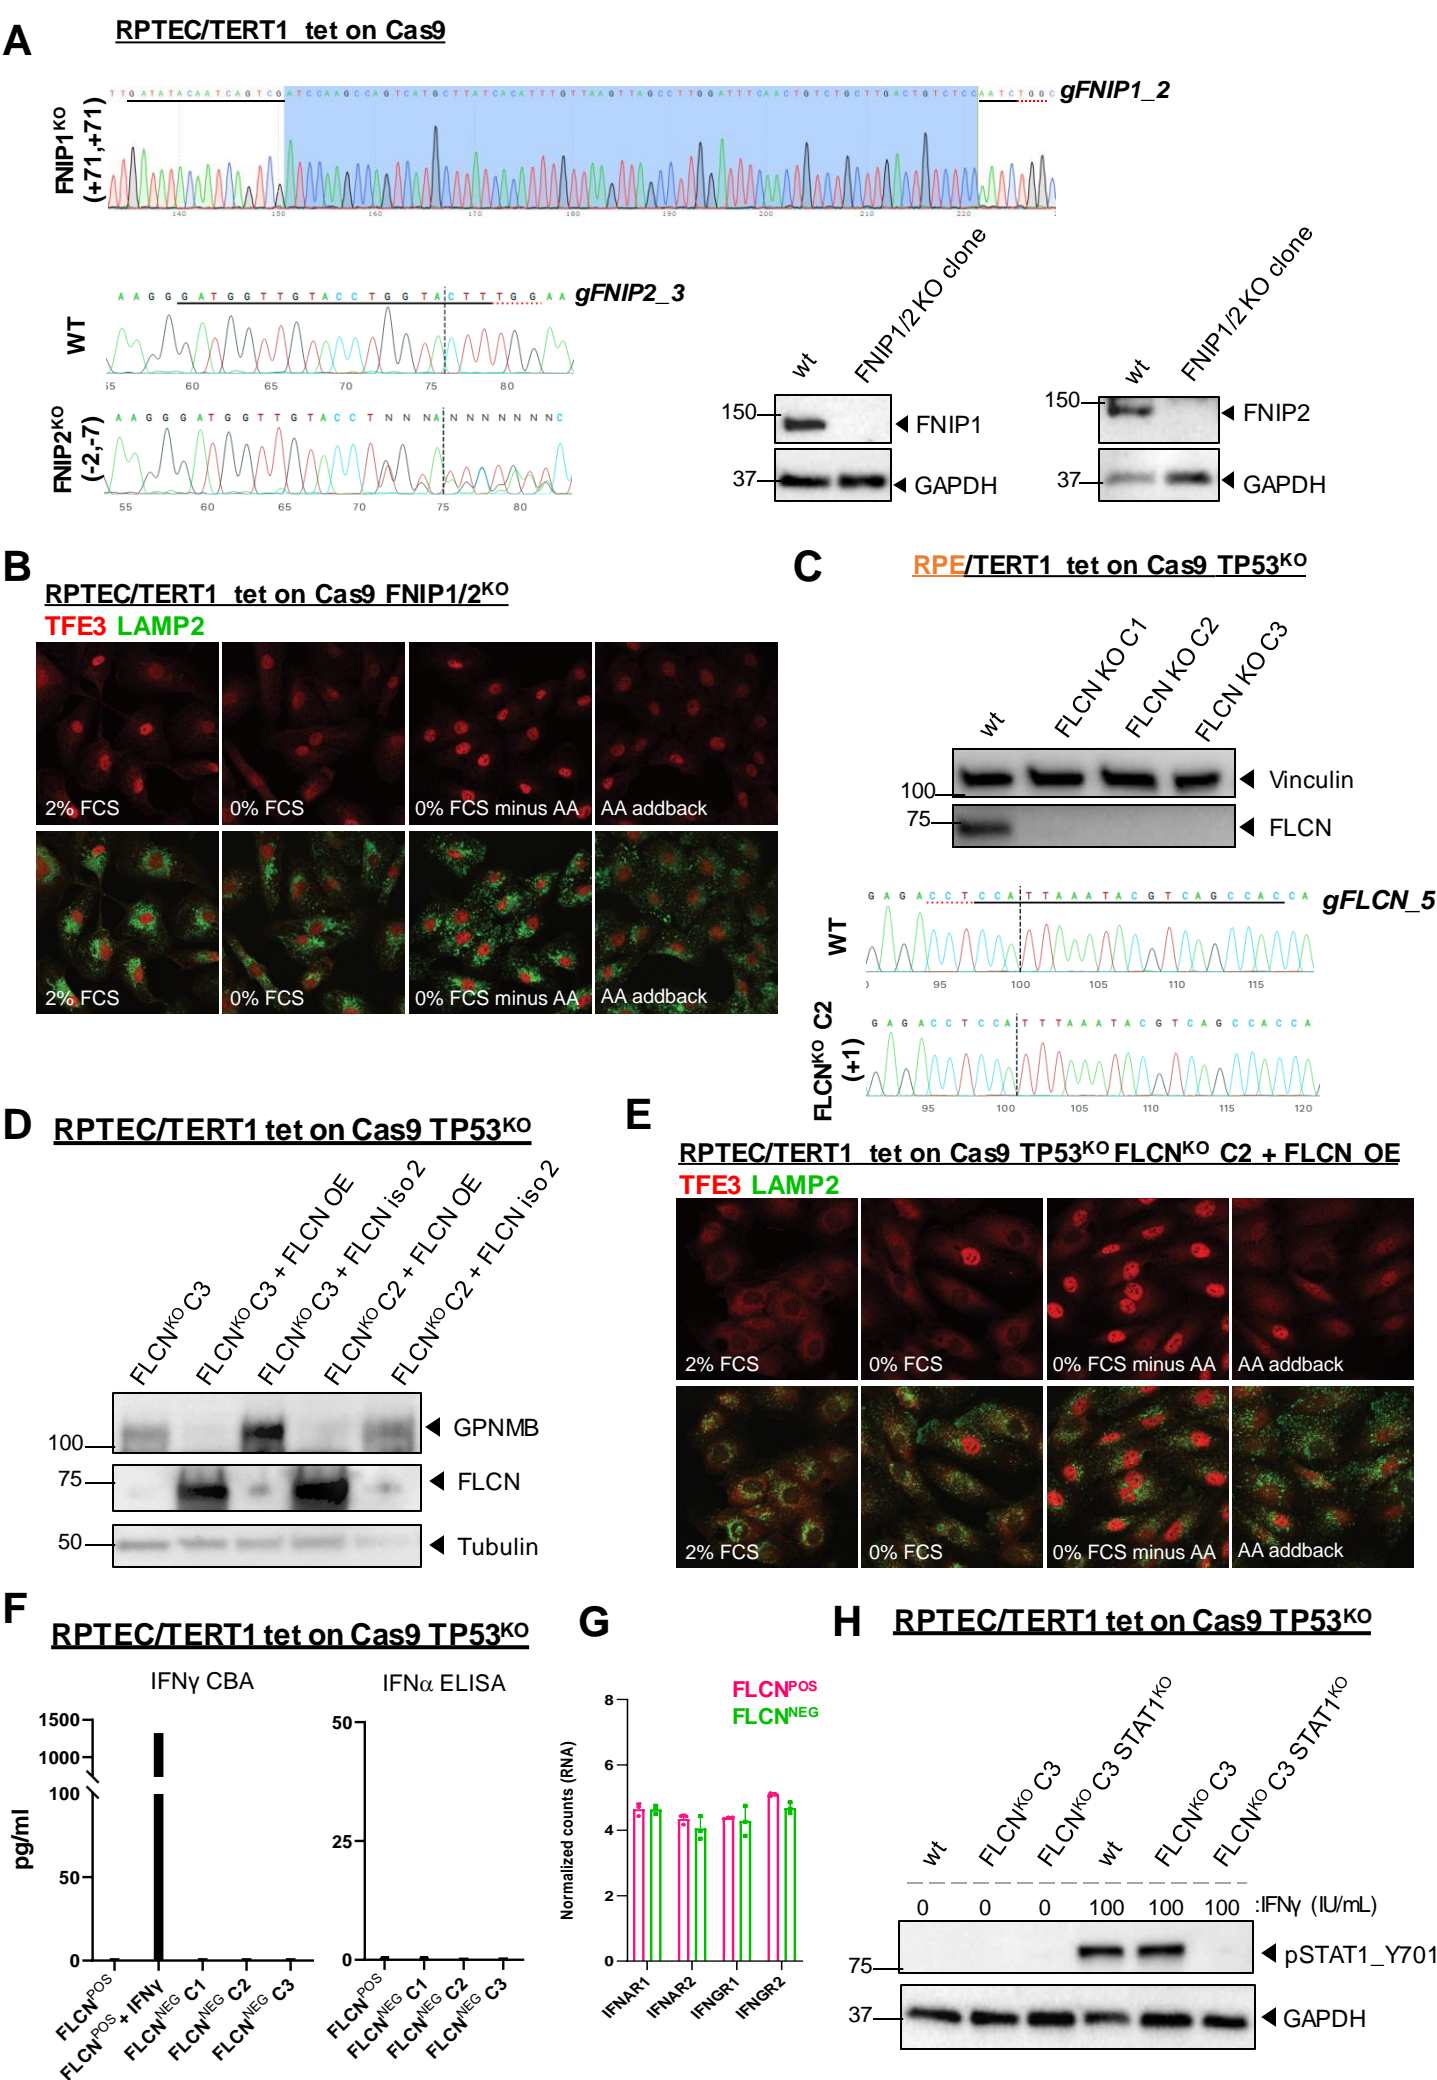 A
RPTEC/TERT1 tet on Cas9
TTGATATACAATCAGTCGATCCAAGCCAGTCATGCTTATCACATTTGTTAAGTTAGCCTTGGATTTCAACTGTCTGCTTGACTGTCTCCAATCTGGC
gFNIP1_2
FNIP1KO
(+71,+71)
140 150 160 170 180 190 200 210 220
AAGGGATGGTTGTACCTGGTACTTTGGAA
gFNIP2_3
WT
55 60 65 70 75 80
AAGGGATGGTTGTACCTNNNANNNNNNNC
FNIP2KO
(-2,-7)
55 60 65 70 75 80
wt
FNIP1/2 KO clone
150
FNIP1
37
GAPDH
wt
FNIP1/2 KO clone
150
FNIP2
37
GAPDH
B
RPTEC/TERT1 tet on Cas9 FNIP1/2KO
TFE3 LAMP2
2% FCS
0% FCS
0% FCS minus AA
AA addback
2% FCS
0% FCS
0% FCS minus AA
AA addback
C
RPE/TERT1 tet on Cas9 TP53KO
wt
FLCN KO C1
FLCN KO C2
FLCN KO C3
Vinculin
100
75
FLCN
GAGACCTCCATTAAATACGTCAGCCACCA
gFLCN_5
WT
95 100 105 110 115
GAGACCTCCATTTAAATACGTCAGCCACCA
FLCNKO C2
(+1)
95 100 105 110 115 120
D
RPTEC/TERT1 tet on Cas9 TP53KO
FLCNKO C3
FLCNKO C3 + FLCN OE
FLCNKO C3 + FLCN iso 2
FLCNKO C2 + FLCN OE
FLCNKO C2 + FLCN iso 2
GPNMB
100
75
FLCN
50
Tubulin
E
RPTEC/TERT1 tet on Cas9 TP53KO FLCNKO C2 + FLCN OE
TFE3 LAMP2
2% FCS
0% FCS
0% FCS minus AA
AA addback
2% FCS
0% FCS
0% FCS minus AA
AA addback
F
RPTEC/TERT1 tet on Cas9 TP53KO
IFNγ CBA
pg/ml
1500
1000
100
50
0
FLCNPOS
FLCNPOS + IFNγ
FLCNNEG C1
FLCNNEG C2
FLCNNEG C3
IFNα ELISA
50
25
0
FLCNPOS
FLCNNEG C1
FLCNNEG C2
FLCNNEG C3
G
FLCNPOS
FLCNNEG
Normalized counts (RNA)
8
6
4
2
0
IFNAR1
IFNAR2
IFNGR1
IFNGR2
H
RPTEC/TERT1 tet on Cas9 TP53KO
wt
FLCNKO C3
FLCNKO C3 STAT1KO
wt
FLCNKO C3
FLCNKO C3 STAT1KO
0 0 0 100 100 100 :IFNγ (IU/mL)
pSTAT1_Y701
75
37
GAPDH